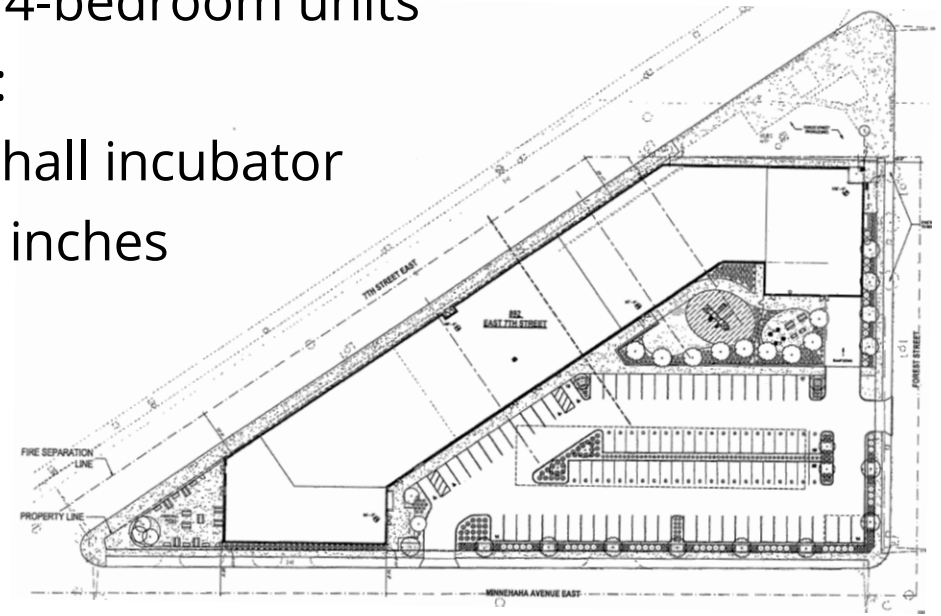 4-bedroom units
:
hall incubator
inches
7TH STREET EAST
892
EAST 7TH STREET
FOREST STREET
FIRE SEPARATION
LINE
PROPERTY LINE
MINNEHAHA AVENUE EAST